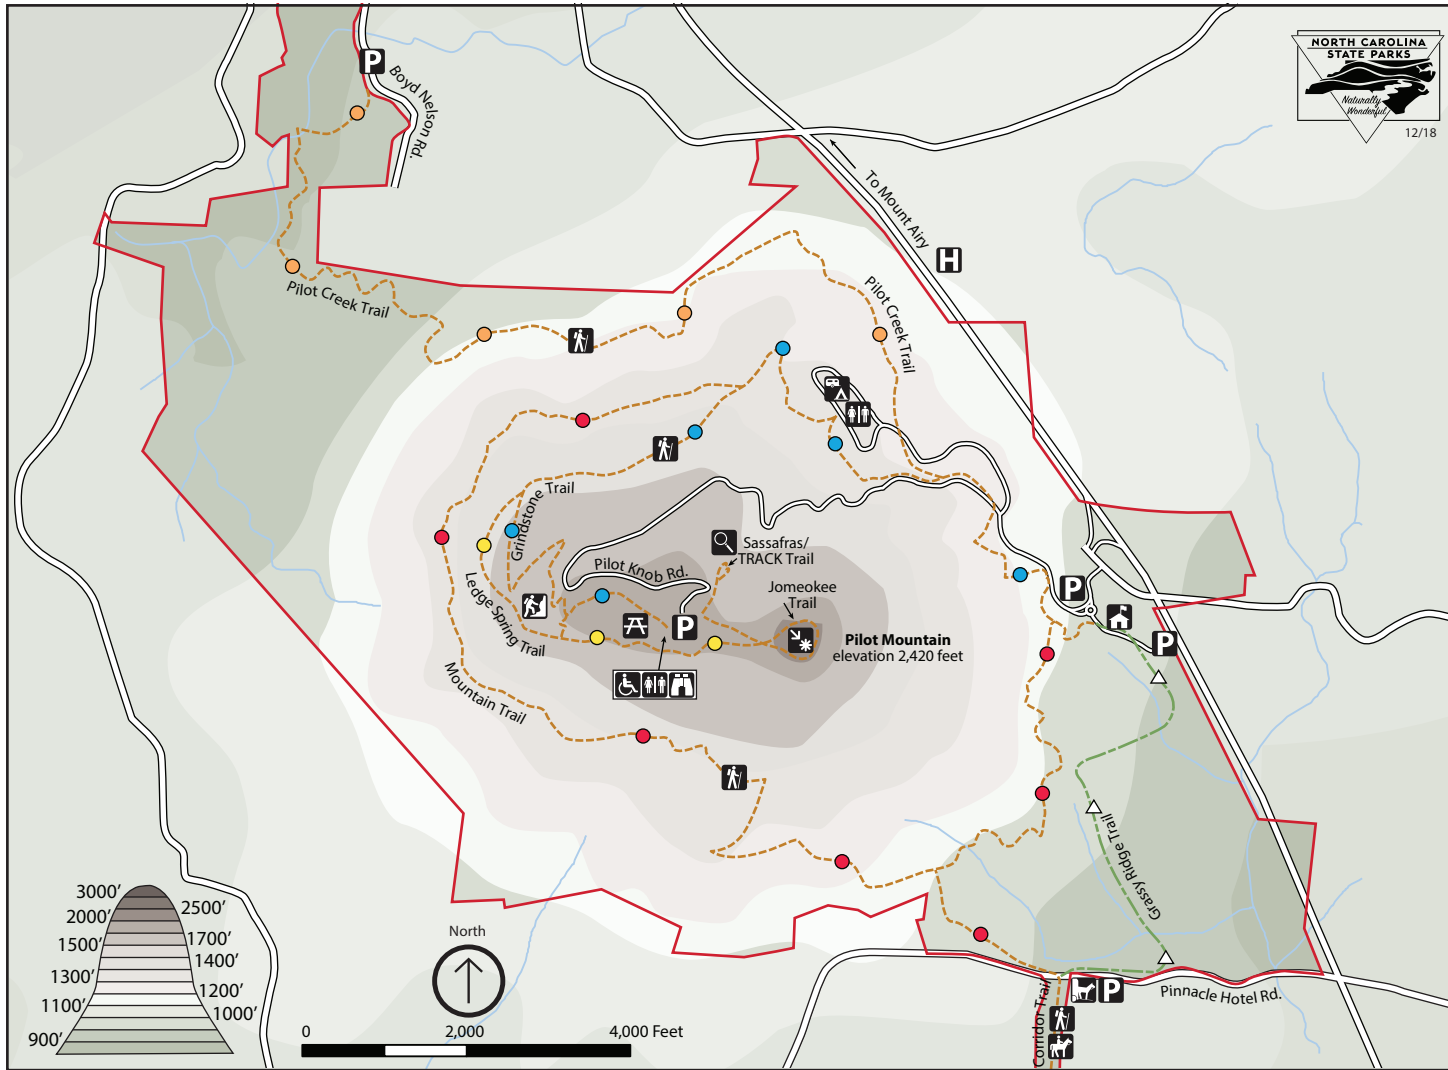 NORTH CAROLINA
STATE PARKS
Naturally
Wonderful
12/18
P
Boyd Nelson Rd.
To Mount Airy
H
Pilot Creek Trail
Pilot Creek Trail
Grindstone Trail
Sassafras/
TRACK Trail
Pilot Knob Rd.
Jomeokee
Trail
P
P
P
Pilot Mountain
elevation 2,420 feet
Ledge Spring Trail
Mountain Trail
Grassy Ridge Trail
Corridor Trail
P
Pinnacle Hotel Rd.
3000’
2500’
2000’
1700’
1500’
1400’
1300’
1200’
1100’
1000’
900’
North
0
2,000
4,000 Feet